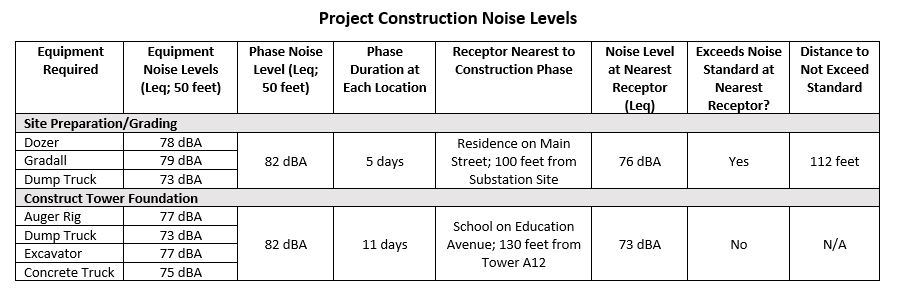 Project Construction Noise Levels
Equipment Required | Equipment Noise Levels (Leq; 50 feet) | Phase Noise Level (Leq; 50 feet) | Phase Duration at Each Location | Receptor Nearest to Construction Phase | Noise Level at Nearest Receptor (Leq) | Exceeds Noise Standard at Nearest Receptor? | Distance to Not Exceed Standard
Site Preparation/Grading
Dozer | 78 dBA | 82 dBA | 5 days | Residence on Main Street; 100 feet from Substation Site | 76 dBA | Yes | 112 feet
Gradall | 79 dBA
Dump Truck | 73 dBA
Construct Tower Foundation
Auger Rig | 77 dBA | 82 dBA | 11 days | School on Education Avenue; 130 feet from Tower A12 | 73 dBA | No | N/A
Dump Truck | 73 dBA
Excavator | 77 dBA
Concrete Truck | 75 dBA